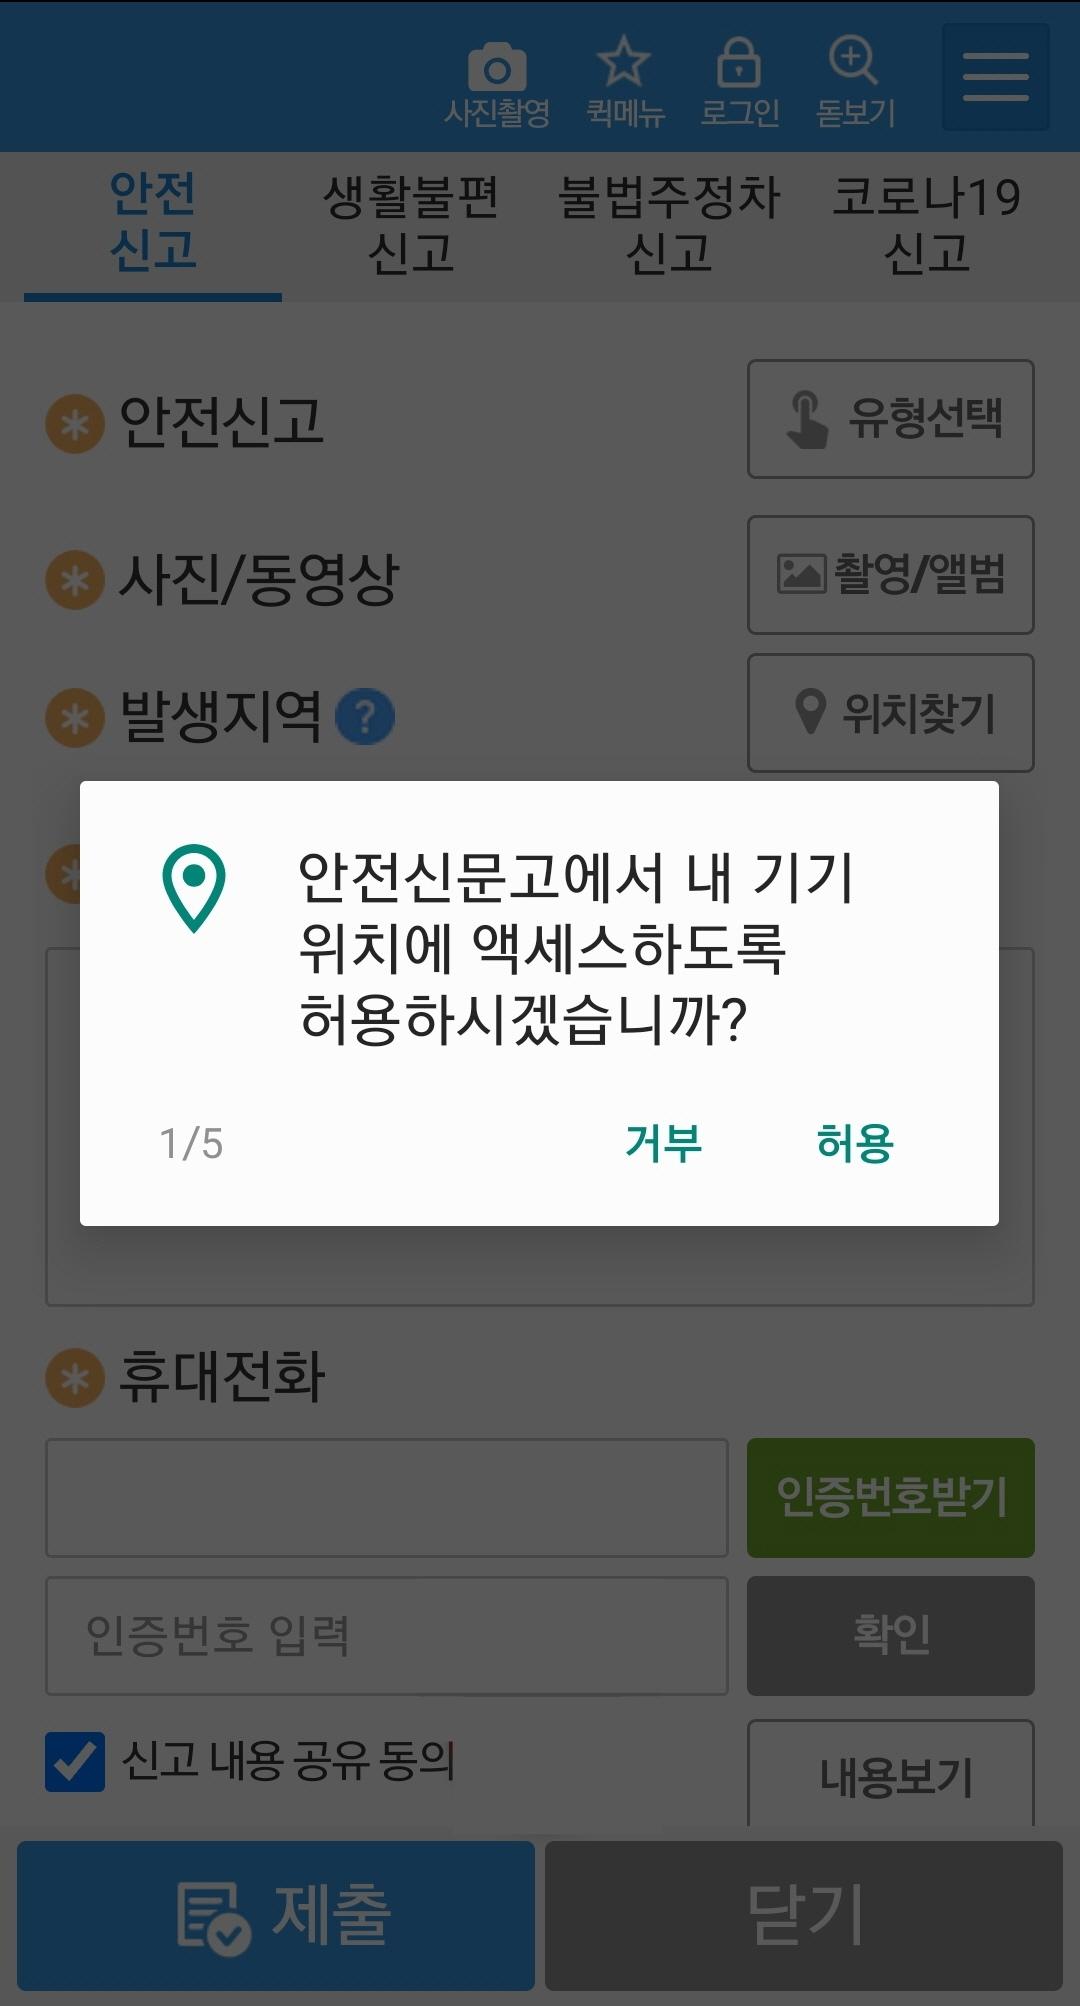 사진촬영 퀵메뉴 로그인 돋보기
안전 생활불편 불법주정차 코로나19
신고 신고 신고 신고
안전신고 유형선택
사진/동영상 촬영/앨범
발생지역 ? 위치찾기
안전신문고에서 내 기기
위치에 액세스하도록
허용하시겠습니까?
1/5 거부 허용
휴대전화
인증번호받기
인증번호 입력 확인
신고 내용 공유 동의 내용보기
제출 닫기